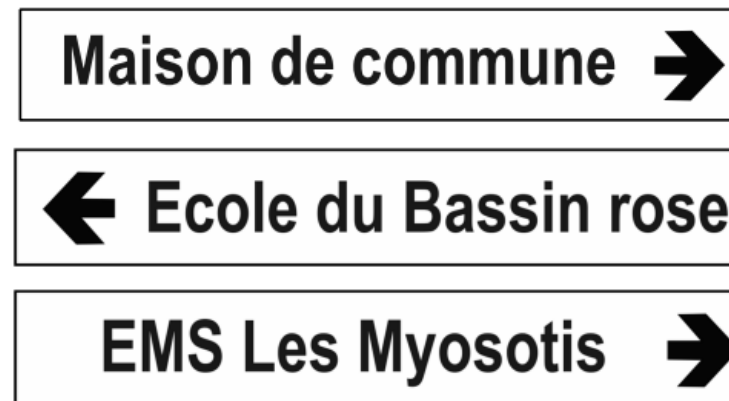 Maison de commune
Ecole du Bassin rose
EMS Les Myosotis